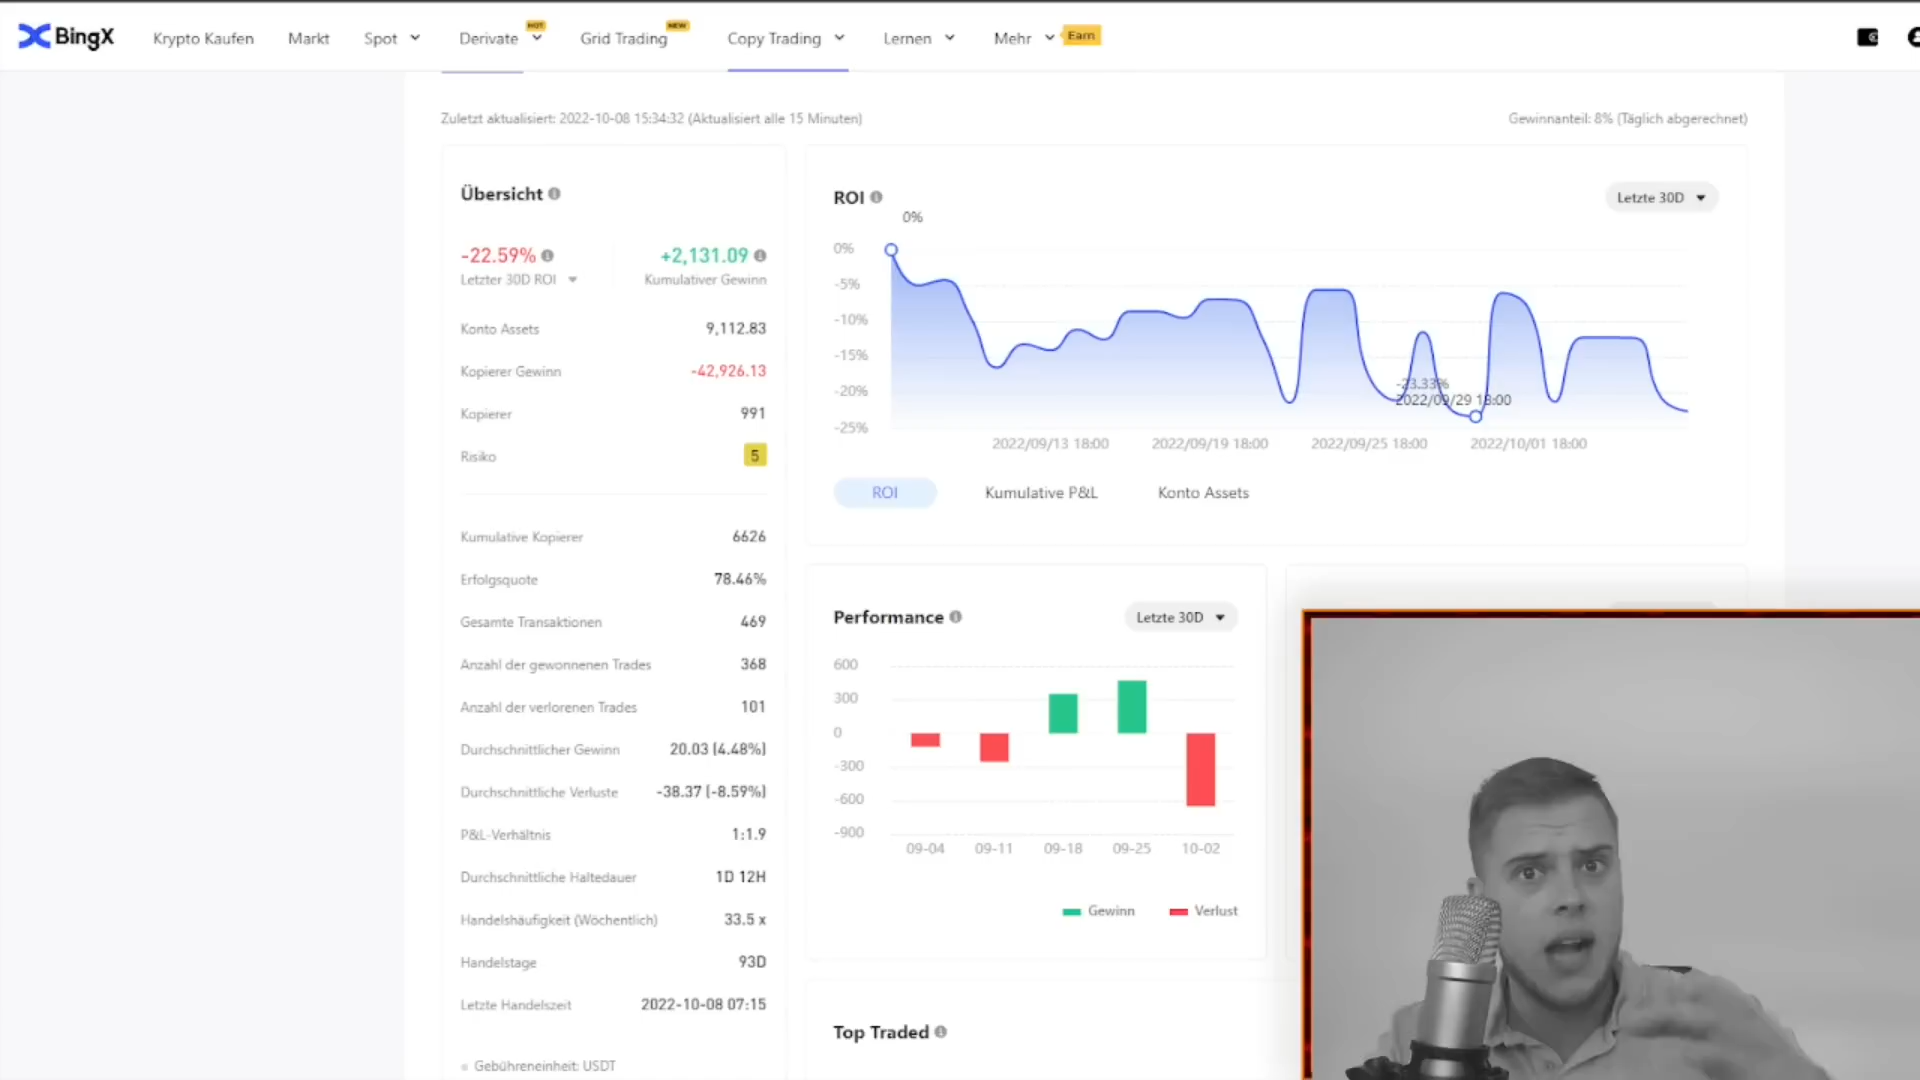 BingX
Krypto Kaufen
Markt
Spot
Derivate
HOT
Grid Trading
NEW
Copy Trading
Lernen
Mehr
Earn
Zuletzt aktualisiert: 2022-10-08 15:34:32 (Aktualisiert alle 15 Minuten)
Gewinnanteil: 8% (Täglich abgerechnet)
Übersicht
-22.59%
Letzter 30D ROI
+2,131.09
Kumulativer Gewinn
Konto Assets 9,112.83
Kopierer Gewinn -42,926.13
Kopierer 991
Risiko 5
Kumulative Kopierer 6626
Erfolgsquote 78.46%
Gesamte Transaktionen 469
Anzahl der gewonnenen Trades 368
Anzahl der verlorenen Trades 101
Durchschnittlicher Gewinn 20.03 (4.48%)
Durchschnittliche Verluste -38.37 (-8.59%)
P&L-Verhältnis 1:1.9
Durchschnittliche Haltedauer 1D 12H
Handelshäufigkeit (Wöchentlich) 33.5 x
Handelstage 93D
Letzte Handelszeit 2022-10-08 07:15
Gebühreneinheit: USDT
ROI
Letzte 30D
0%
0%
-5%
-10%
-15%
-20%
-25%
-23.33%
2022/09/29 18:00
2022/09/13 18:00
2022/09/19 18:00
2022/09/25 18:00
2022/10/01 18:00
ROI
Kumulative P&L
Konto Assets
Performance
Letzte 30D
600
300
0
-300
-600
-900
09-04
09-11
09-18
09-25
10-02
Gewinn
Verlust
Top Traded